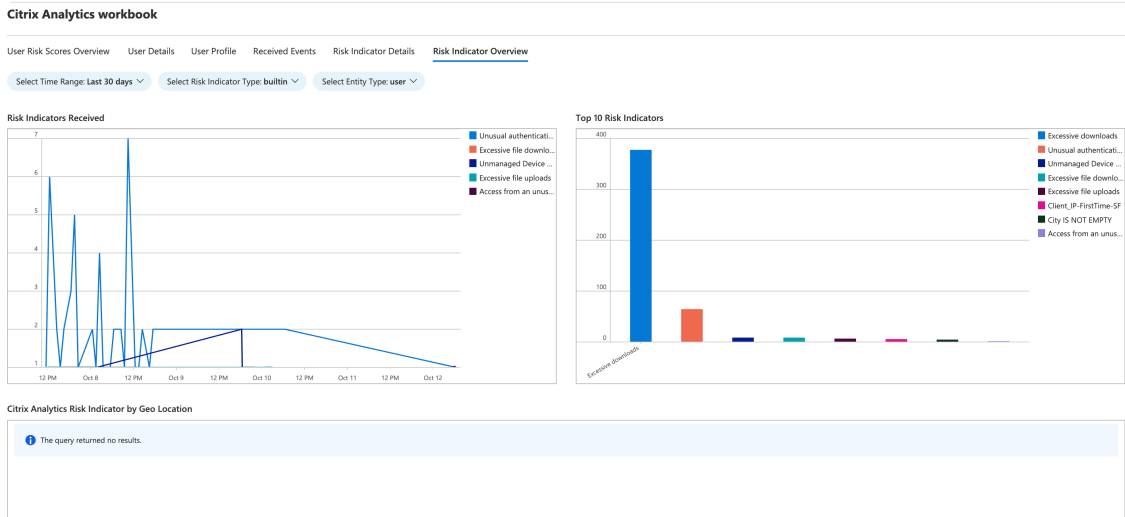 Citrix Analytics workbook
User Risk Scores Overview User Details User Profile Received Events Risk Indicator Details Risk Indicator Overview
Select Time Range: Last 30 days Select Risk Indicator Type: builtin Select Entity Type: user
Risk Indicators Received
7
6
5
4
3
2
1
12 PM Oct 8 12 PM Oct 9 12 PM Oct 10 12 PM Oct 11 12 PM Oct 12
Unusual authenticati...
Excessive file downlo...
Unmanaged Device ...
Excessive file uploads
Access from an unus...
Top 10 Risk Indicators
400
300
200
100
0
Excessive downloads
Excessive downloads
Unusual authenticati...
Unmanaged Device ...
Excessive file downlo...
Excessive file uploads
Client_IP-FirstTime-SF
City IS NOT EMPTY
Access from an unus...
Citrix Analytics Risk Indicator by Geo Location
The query returned no results.